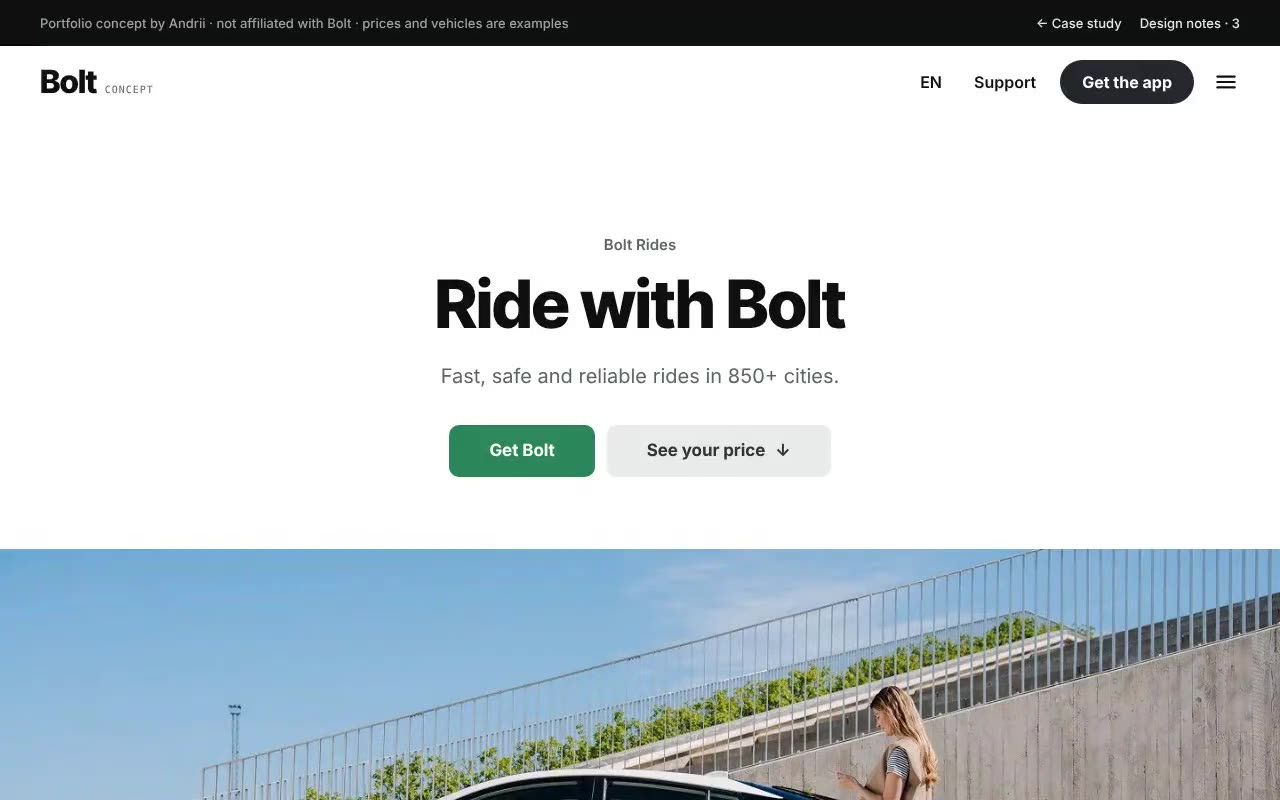 Portfolio concept by Andrii · not affiliated with Bolt · prices and vehicles are examples
← Case study
Design notes · 3
Bolt CONCEPT
EN
Support
Get the app
Bolt Rides
Ride with Bolt
Fast, safe and reliable rides in 850+ cities.
Get Bolt
See your price ↓